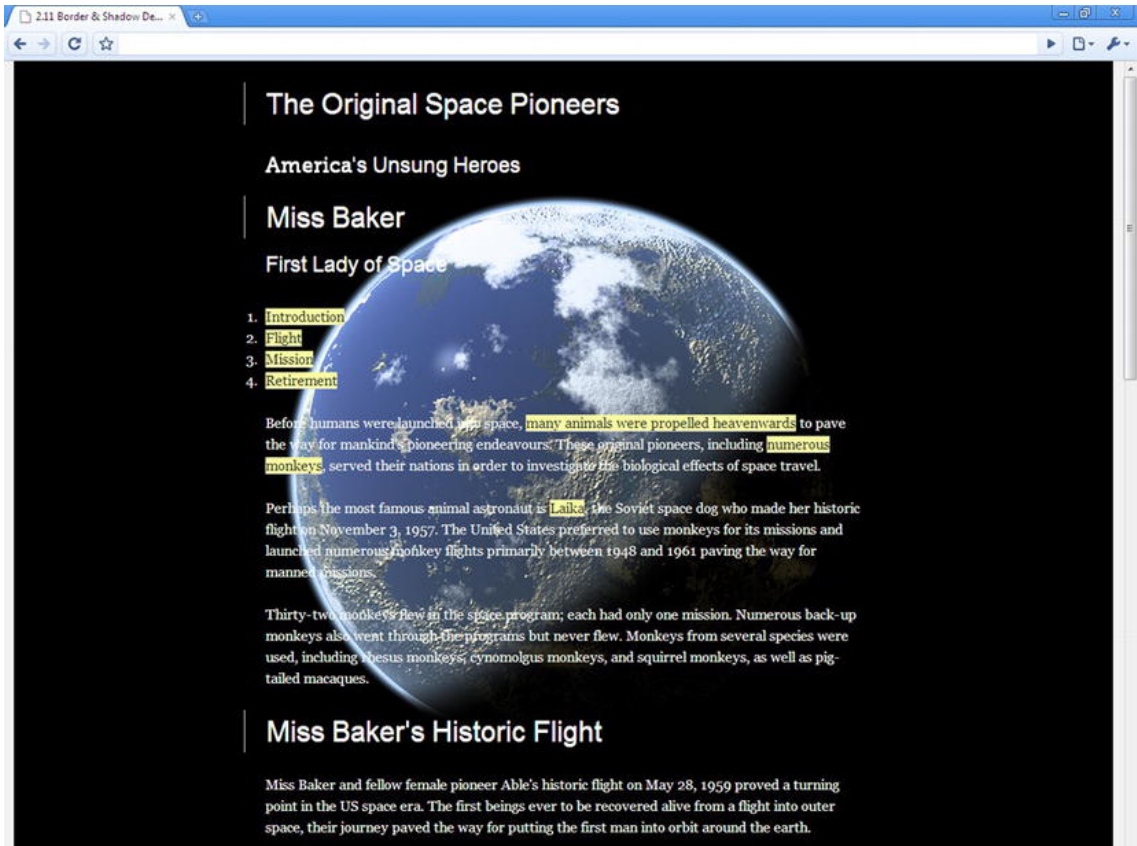 2.11 Border & Shadow De...
The Original Space Pioneers
America's Unsung Heroes
Miss Baker
First Lady of Space
1. Introduction
2. Flight
3. Mission
4. Retirement
Before humans were launched into space, many animals were propelled heavenwards to pave
the way for mankind's pioneering endeavours. These original pioneers, including numerous
monkeys, served their nations in order to investigate the biological effects of space travel.
Perhaps the most famous animal astronaut is Laika, the Soviet space dog who made her historic
flight on November 3, 1957. The United States preferred to use monkeys for its missions and
launched numerous monkey flights primarily between 1948 and 1961 paving the way for
manned missions.
Thirty-two monkeys flew in the space program; each had only one mission. Numerous back-up
monkeys also went through the programs but never flew. Monkeys from several species were
used, including rhesus monkeys, cynomolgus monkeys, and squirrel monkeys, as well as pig-
tailed macaques.
Miss Baker's Historic Flight
Miss Baker and fellow female pioneer Able's historic flight on May 28, 1959 proved a turning
point in the US space era. The first beings ever to be recovered alive from a flight into outer
space, their journey paved the way for putting the first man into orbit around the earth.